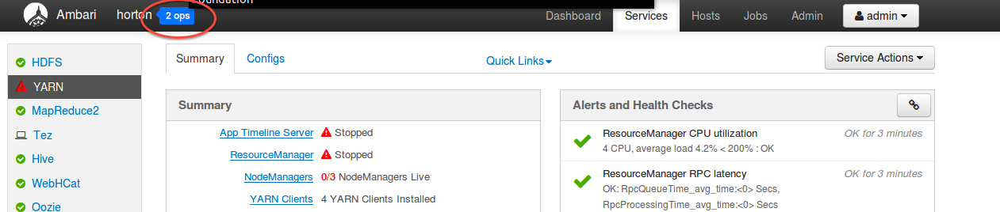 Foundation
Ambari horton 2 ops Dashboard Services Hosts Jobs Admin admin
HDFS
YARN
MapReduce2
Tez
Hive
WebHCat
Oozie
Summary Configs Quick Links Service Actions
Summary
App Timeline Server Stopped
ResourceManager Stopped
NodeManagers 0/3 NodeManagers Live
YARN Clients 4 YARN Clients Installed
Alerts and Health Checks
ResourceManager CPU utilization OK for 3 minutes
4 CPU, average load 4.2% < 200% : OK
ResourceManager RPC latency OK for 3 minutes
OK: RpcQueueTime_avg_time:<0> Secs,
RpcProcessingTime_avg_time:<0> Secs